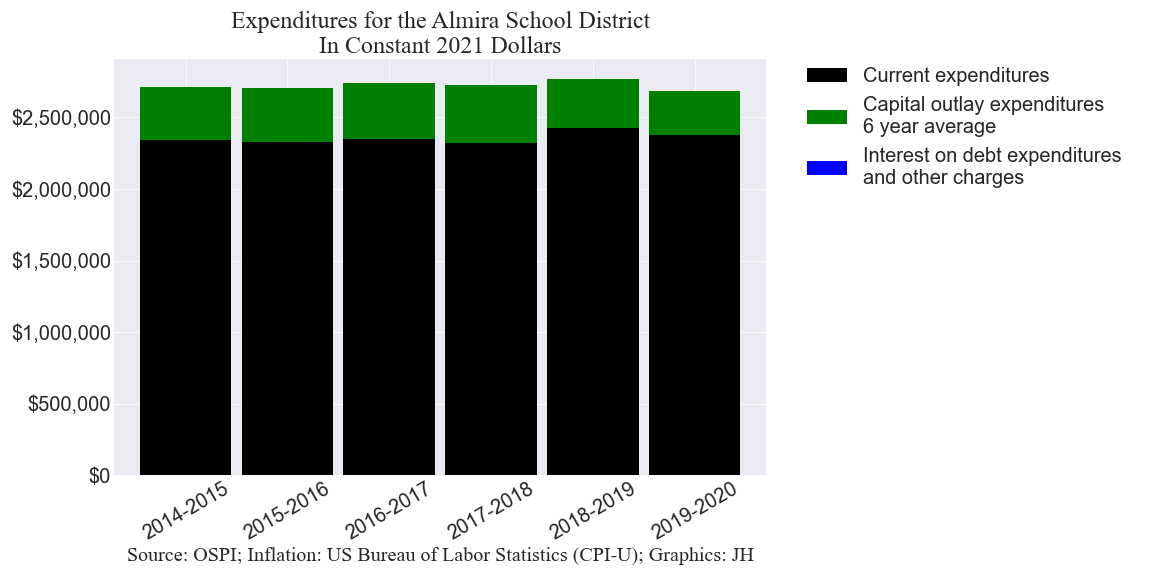 Expenditures for the Almira School District
In Constant 2021 Dollars
Current expenditures
Capital outlay expenditures
6 year average
Interest on debt expenditures
and other charges
$2,500,000
$2,000,000
$1,500,000
$1,000,000
$500,000
$0
2014-2015
2015-2016
2016-2017
2017-2018
2018-2019
2019-2020
Source: OSPI; Inflation: US Bureau of Labor Statistics (CPI-U); Graphics: JH